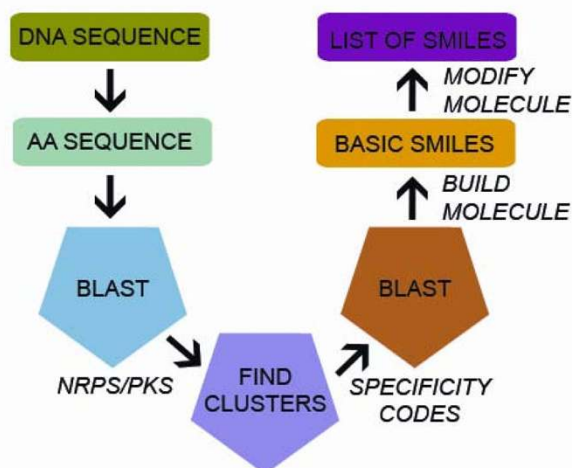 DNA SEQUENCE
AA SEQUENCE
BLAST
NRPS/PKS
FIND
CLUSTERS
SPECIFICITY
CODES
BLAST
BUILD
MOLECULE
BASIC SMILES
MODIFY
MOLECULE
LIST OF SMILES